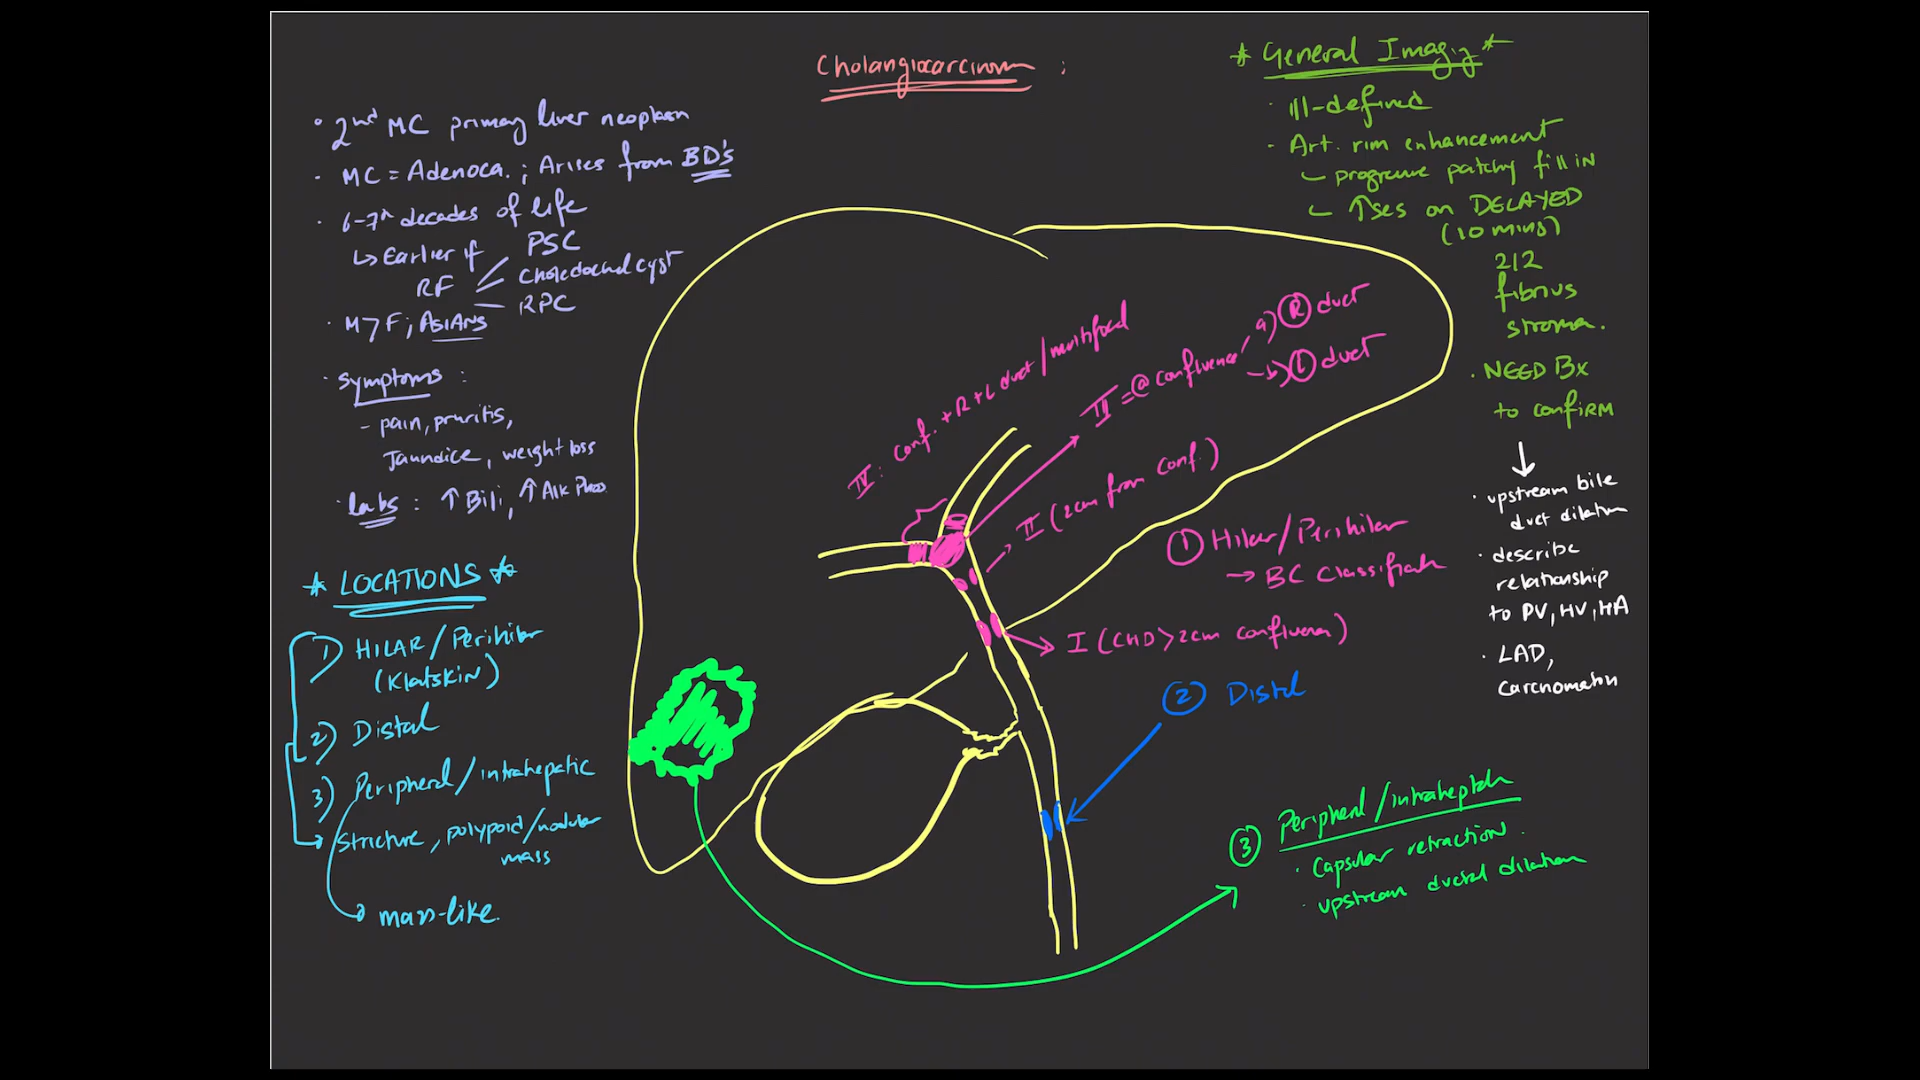 Cholangiocarcinom :
· 2nd MC primary liver neoplasm
· MC = Adenoca. ; Arises from BD's
· 6-7th decades of life
↳ Earlier if PSC
RF Choledochal cyst
RPC
· M>F ; ASIANS
· Symptoms :
- pain, pruritis,
Jaundice, weight loss
· labs : ↑ Bili, ↑ Alk Phos
* LOCATIONS *
1) HILAR / Perihilar
(Klatskin)
2) Distal
3) Peripheral / intrahepatic
Stricture, polypoid/nodular
mass
mass-like.
IV : conf. + R + L duct / multifocal
III = @ confluence a) R duct
b) L duct
II (2cm from conf.)
① Hilar / Perihilar
→ BC Classificatn
I (CHD > 2cm confluence)
② Distal
③ Peripheral / intrahepatic
· Capsular retraction.
· upstream ductal dilation
* General Imaging *
· Ill-defined
· Art. rim enhancement
↳ progressive patchy fill in
↳ ↑ses on DELAYED
(10 mins)
2/2
fibrius
stroma.
· NEED Bx
to confirm
↓
· upstream bile
duct dilation
· describe
relationship
to PV, HV, HA
· LAD,